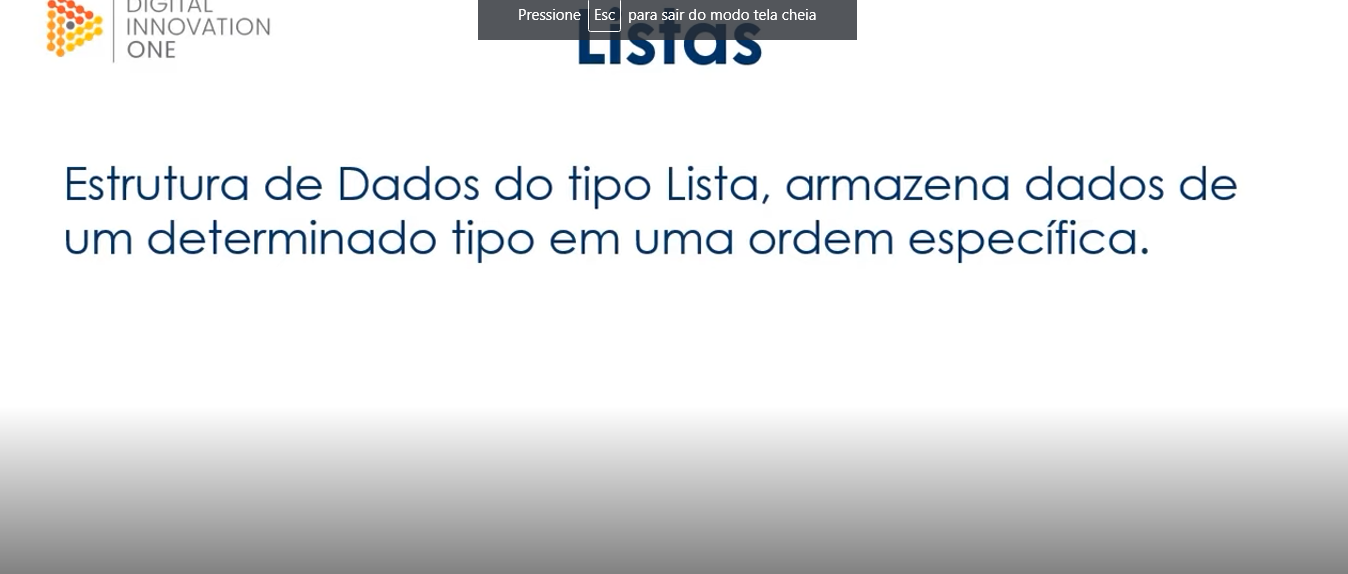 DIGITAL
INNOVATION
ONE
Pressione Esc para sair do modo tela cheia
Listas
Estrutura de Dados do tipo Lista, armazena dados de
um determinado tipo em uma ordem específica.